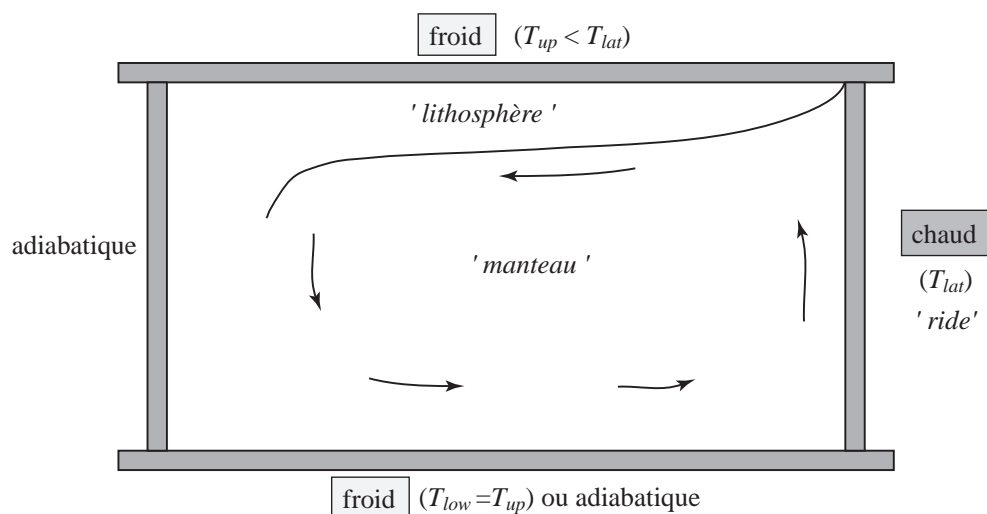 froid (T_up < T_lat)
' lithosphère '
adiabatique
' manteau '
chaud
(T_lat)
' ride'
froid (T_low =T_up) ou adiabatique